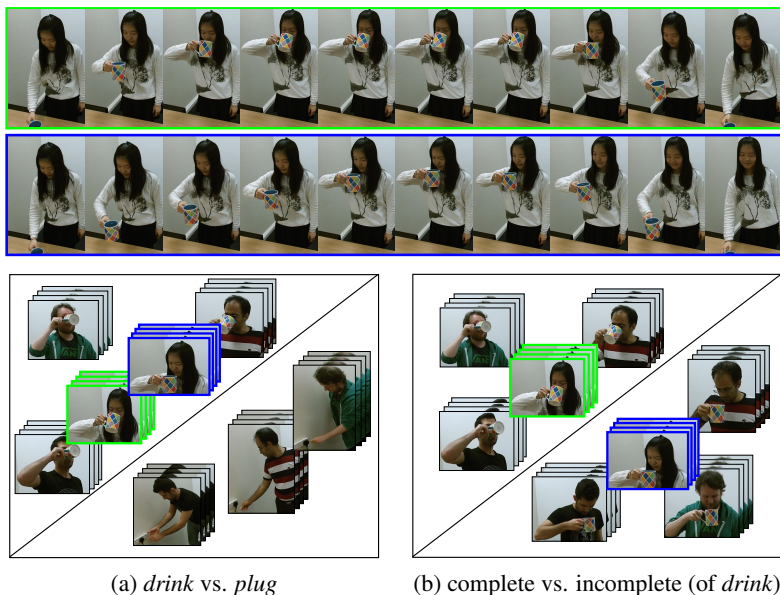 (a) drink vs. plug
(b) complete vs. incomplete (of drink)